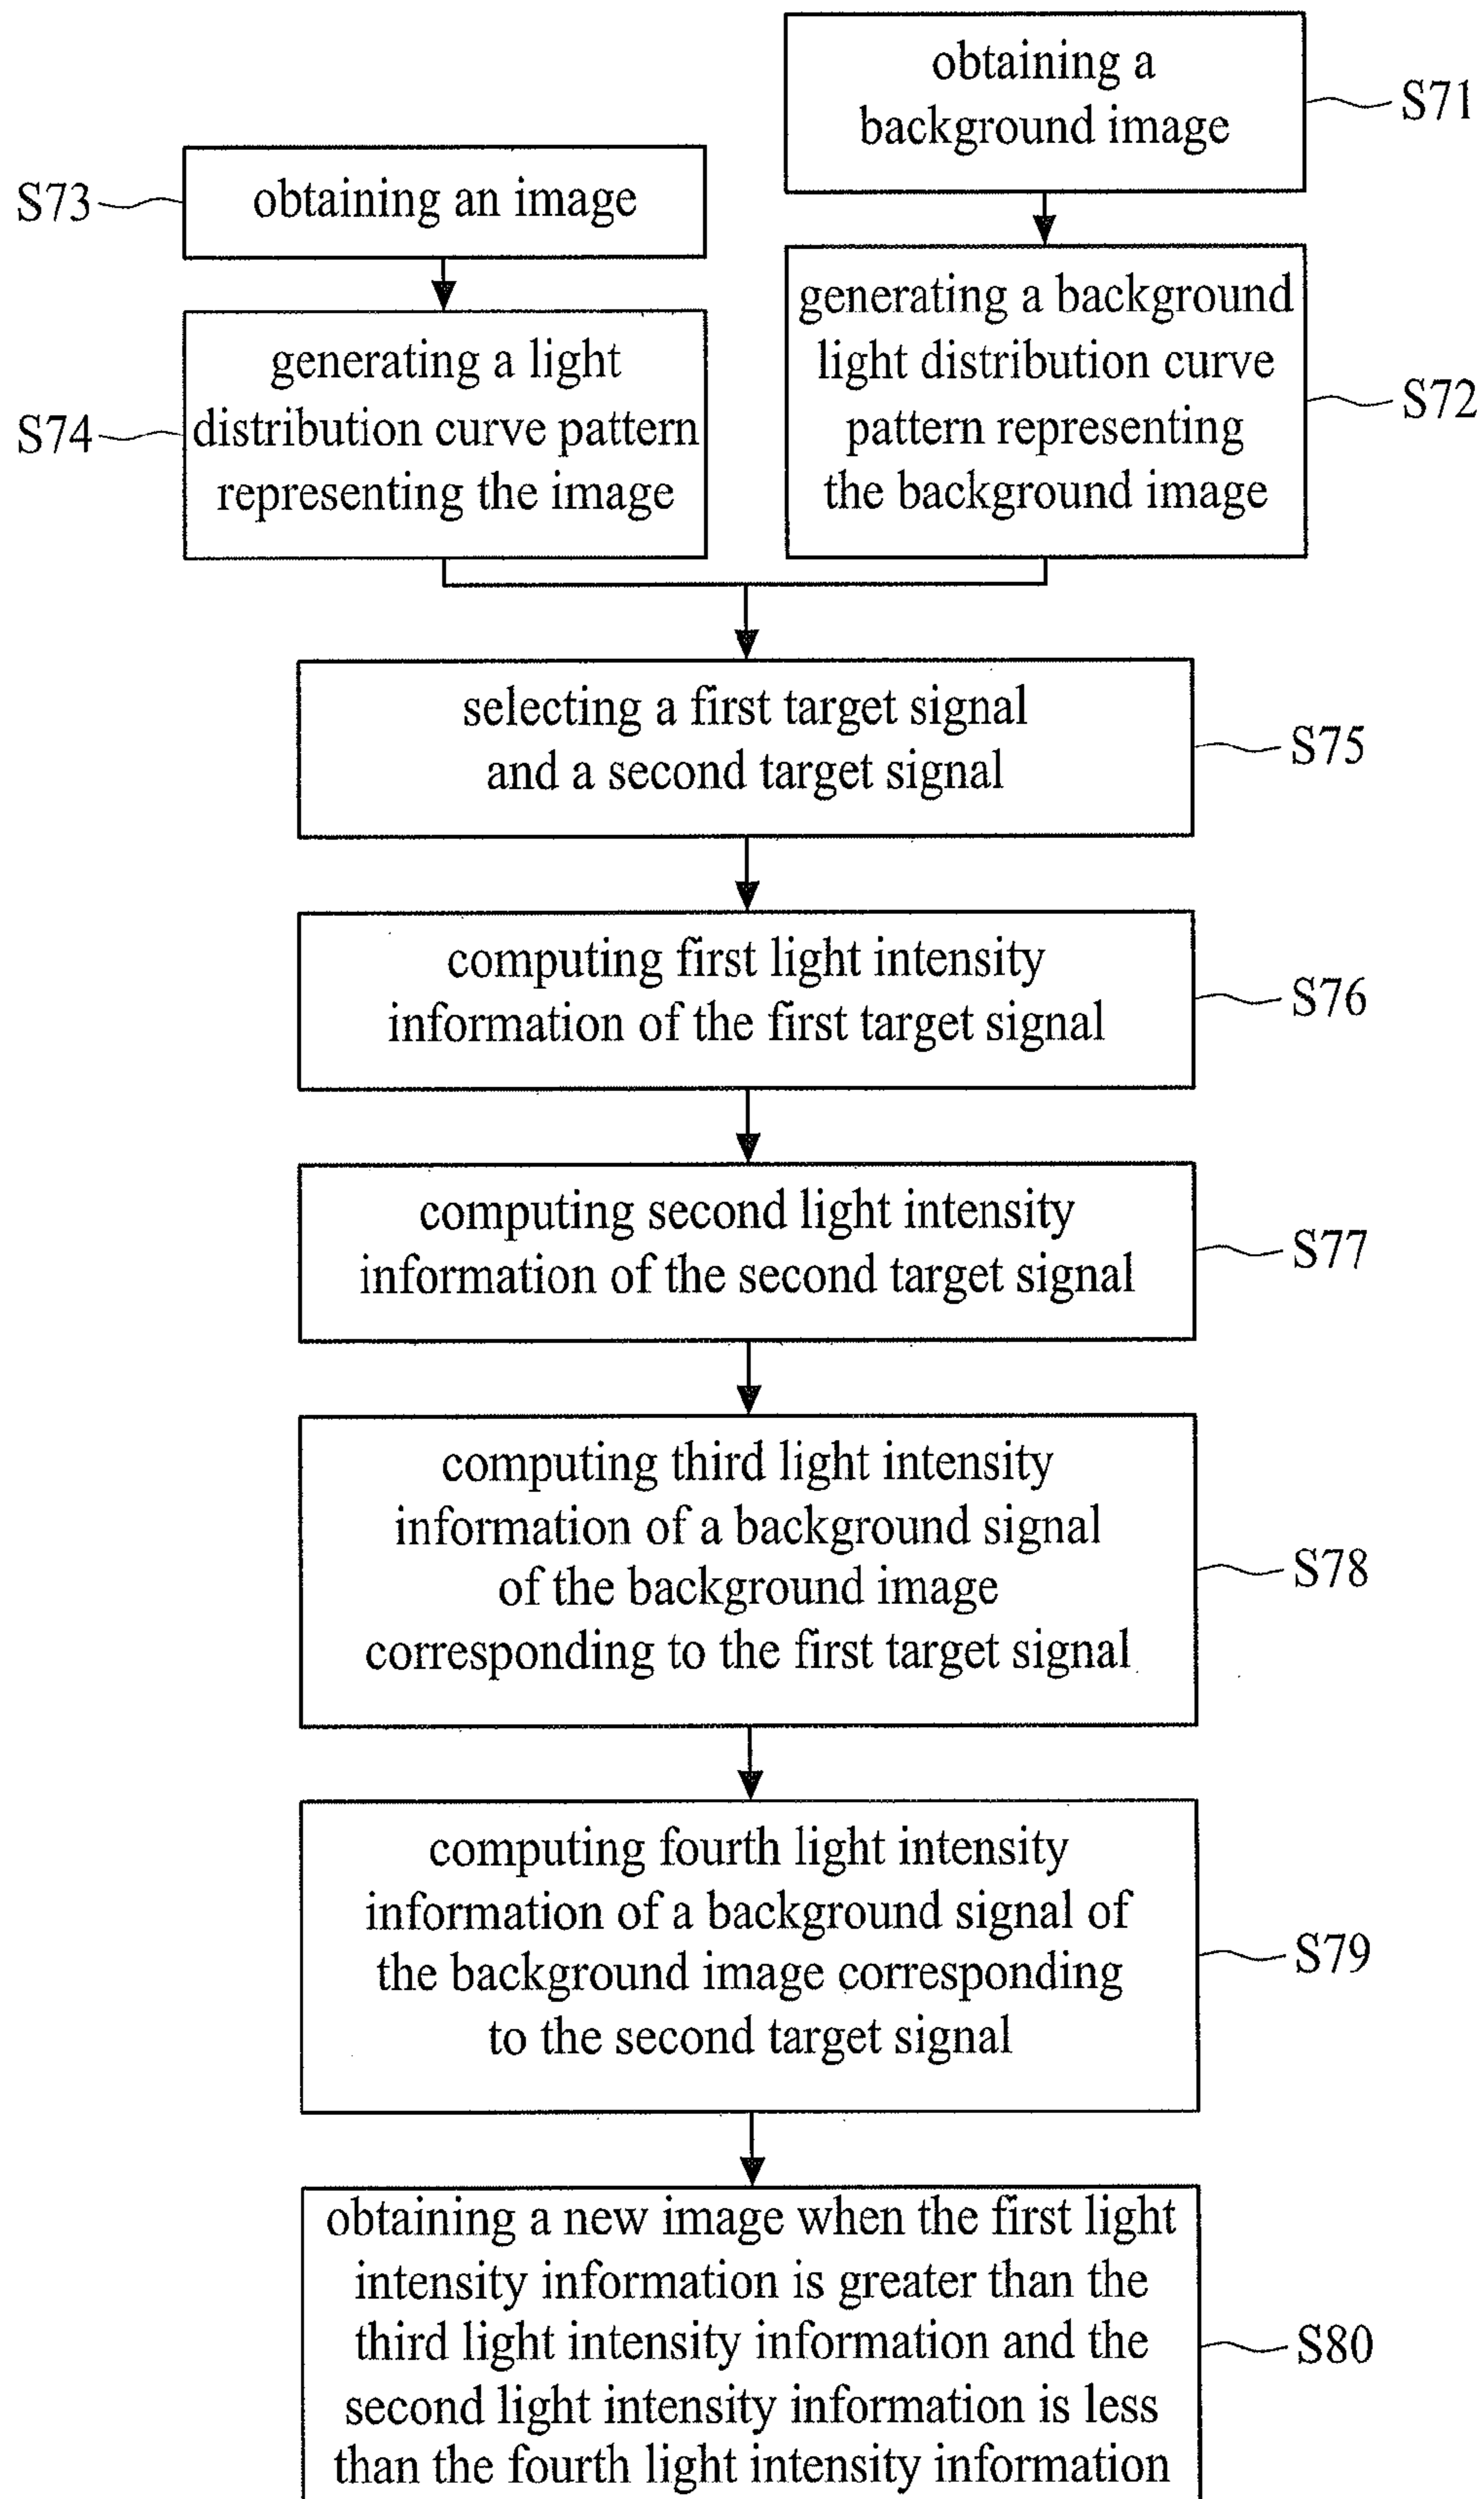 obtaining a
background image
S71
S73
obtaining an image
generating a background
light distribution curve
pattern representing
the background image
S72
S74
generating a light
distribution curve pattern
representing the image
selecting a first target signal
and a second target signal
S75
computing first light intensity
information of the first target signal
S76
computing second light intensity
information of the second target signal
S77
computing third light intensity
information of a background signal
of the background image
corresponding to the first target signal
S78
computing fourth light intensity
information of a background signal of
the background image corresponding
to the second target signal
S79
obtaining a new image when the first light
intensity information is greater than the
third light intensity information and the
second light intensity information is less
than the fourth light intensity information
S80